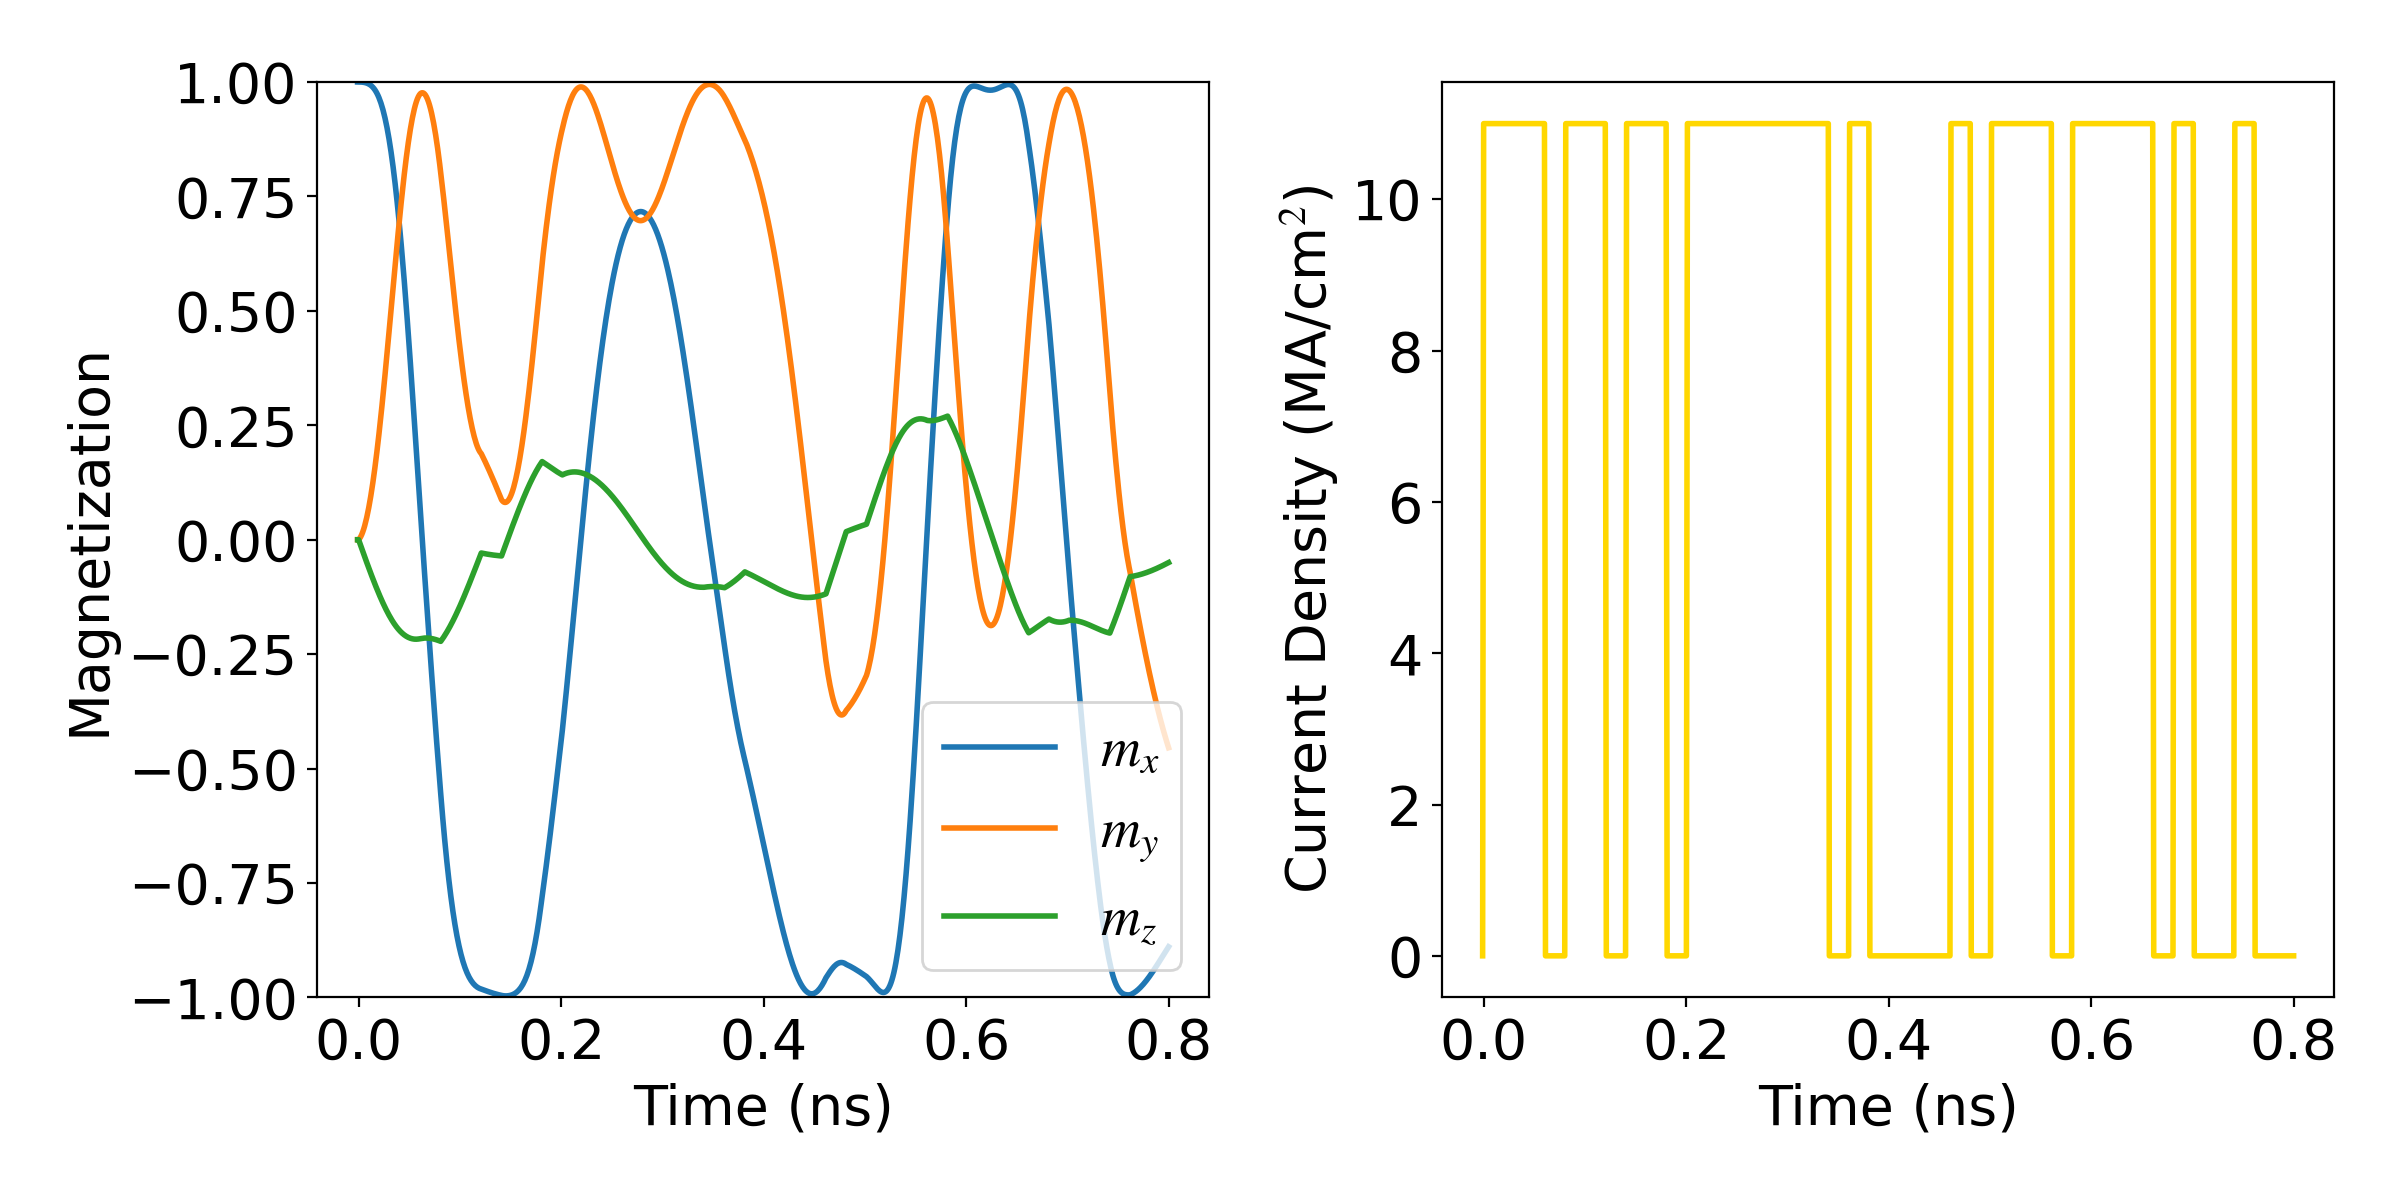 1.00
0.75
0.50
0.25
0.00
−0.25
−0.50
−0.75
−1.00
Magnetization
0.0 0.2 0.4 0.6 0.8
Time (ns)
m_x
m_y
m_z
10
8
6
4
2
0
Current Density (MA/cm²)
0.0 0.2 0.4 0.6 0.8
Time (ns)